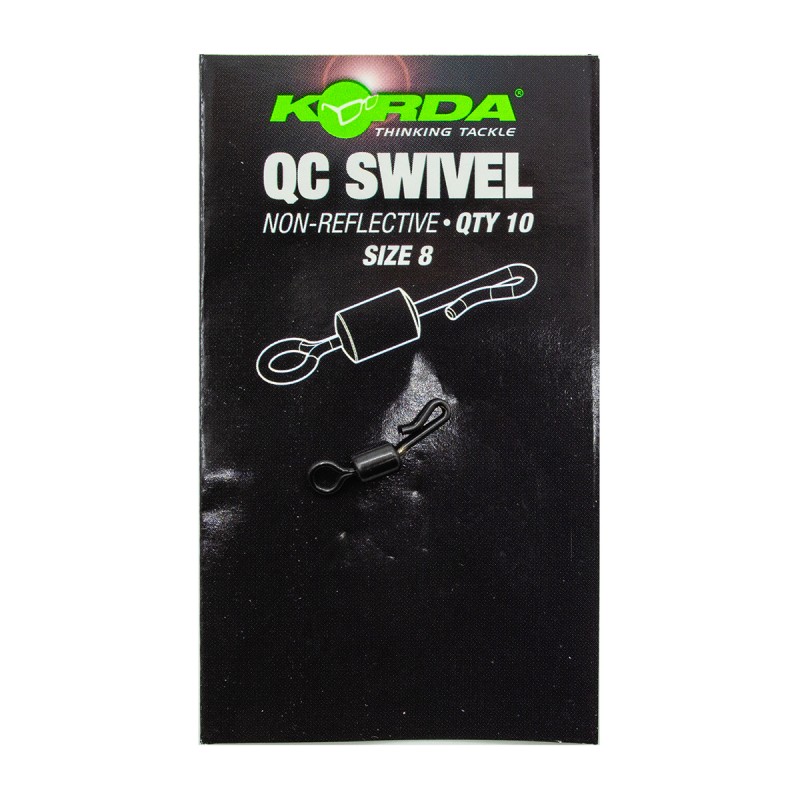 KORDA®
THINKING TACKLE
QC SWIVEL
NON-REFLECTIVE • QTY 10
SIZE 8